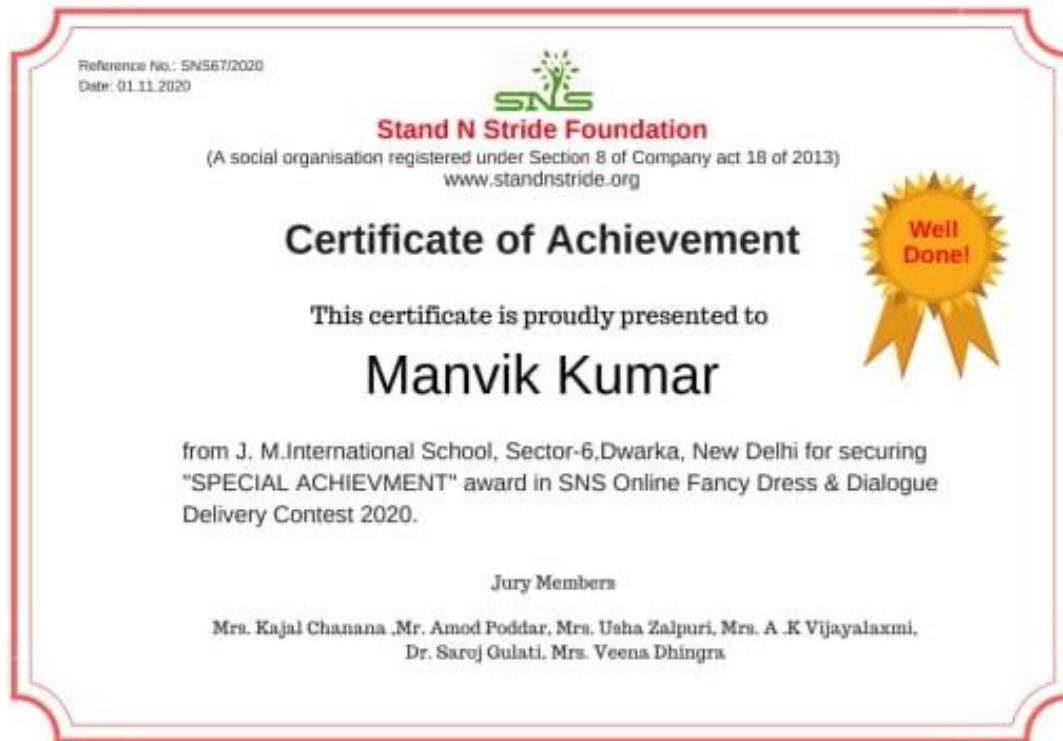 Reference No.: SNS67/2020
Date: 01.11.2020
SNS
Stand N Stride Foundation
(A social organisation registered under Section 8 of Company act 18 of 2013)
www.standnstride.org
Certificate of Achievement
Well
Done!
This certificate is proudly presented to
Manvik Kumar
from J. M.International School, Sector-6,Dwarka, New Delhi for securing
"SPECIAL ACHIEVMENT" award in SNS Online Fancy Dress & Dialogue
Delivery Contest 2020.
Jury Members
Mrs. Kajal Chanana ,Mr. Amod Poddar, Mrs. Usha Zalpuri, Mrs. A .K Vijayalaxmi,
Dr. Saroj Gulati, Mrs. Veena Dhingra